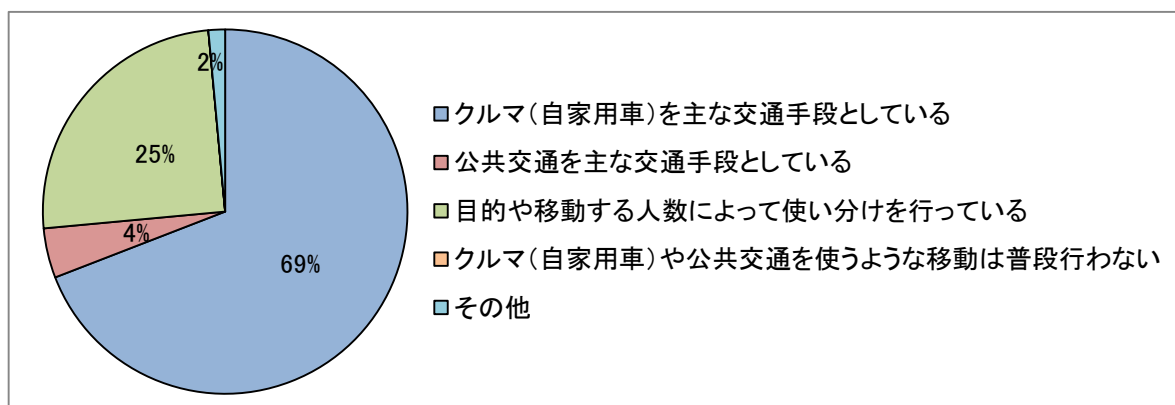 2%
25%
4%
69%
クルマ(自家用車)を主な交通手段としている
公共交通を主な交通手段としている
目的や移動する人数によって使い分けを行っている
クルマ(自家用車)や公共交通を使うような移動は普段行わない
その他